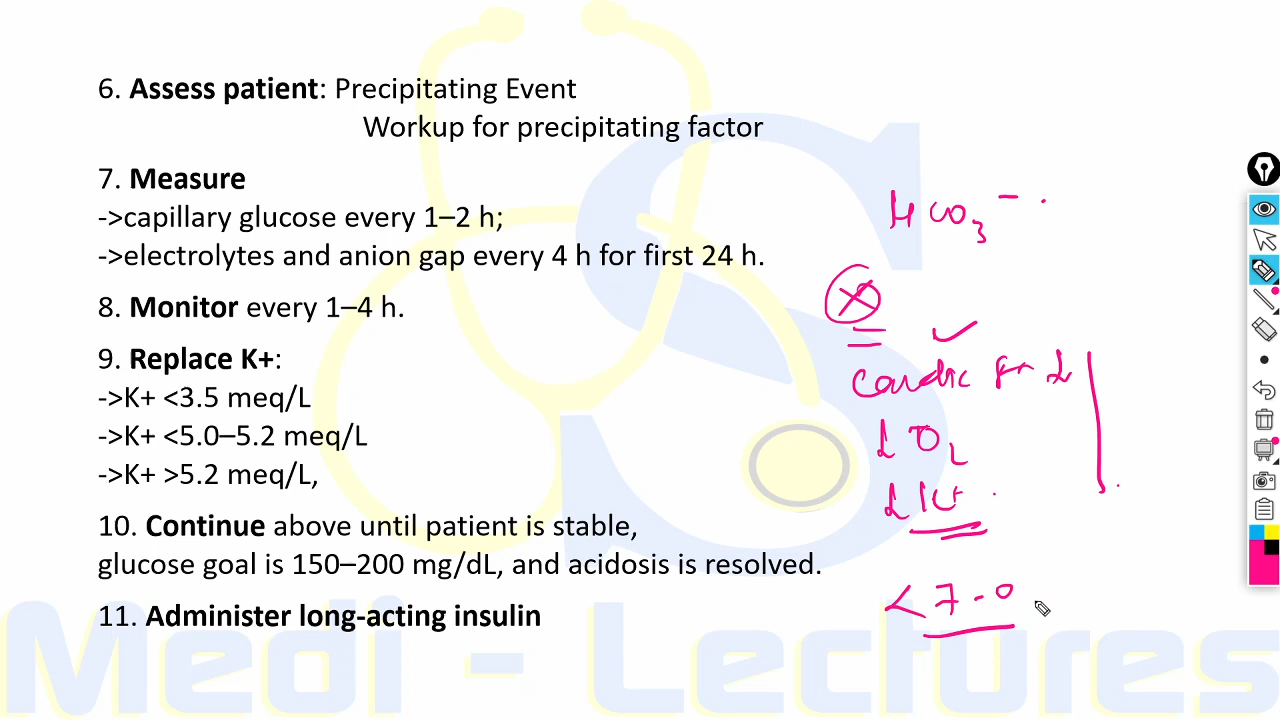 6. Assess patient: Precipitating Event
Workup for precipitating factor
7. Measure
->capillary glucose every 1–2 h;
->electrolytes and anion gap every 4 h for first 24 h.
8. Monitor every 1–4 h.
9. Replace K+:
->K+ <3.5 meq/L
->K+ <5.0–5.2 meq/L
->K+ >5.2 meq/L,
10. Continue above until patient is stable,
glucose goal is 150–200 mg/dL, and acidosis is resolved.
11. Administer long-acting insulin
HCO3-
cardiac fn ↓
↓ O2
↓ K+
<7.0
Medi - Lectures